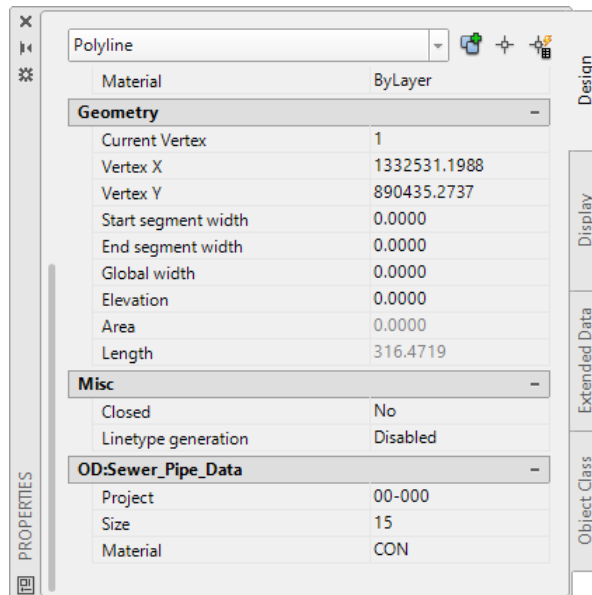 Polyline
Material ByLayer
Geometry
Current Vertex 1
Vertex X 1332531.1988
Vertex Y 890435.2737
Start segment width 0.0000
End segment width 0.0000
Global width 0.0000
Elevation 0.0000
Area 0.0000
Length 316.4719
Misc
Closed No
Linetype generation Disabled
OD:Sewer_Pipe_Data
Project 00-000
Size 15
Material CON
PROPERTIES
Design
Display
Extended Data
Object Class